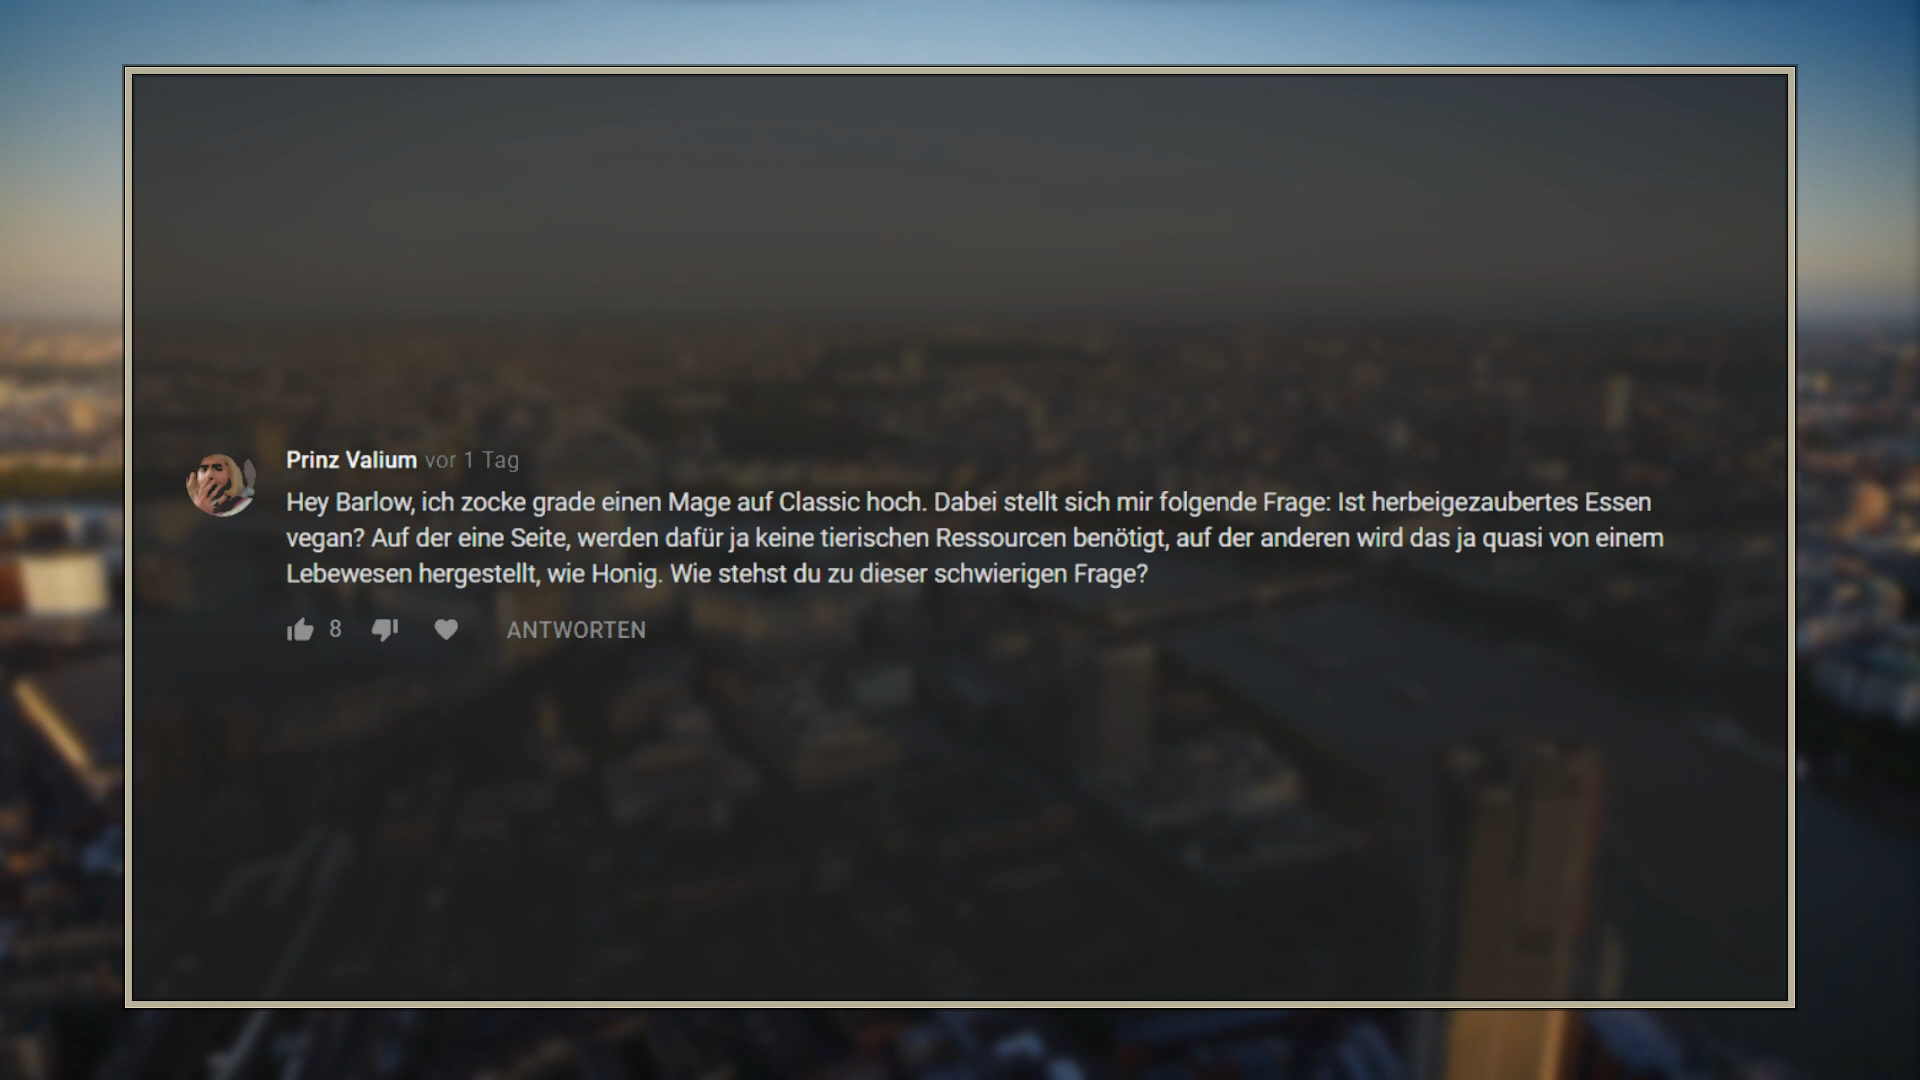 Prinz Valium vor 1 Tag
Hey Barlow, ich zocke grade einen Mage auf Classic hoch. Dabei stellt sich mir folgende Frage: Ist herbeigezaubertes Essen
vegan? Auf der eine Seite, werden dafür ja keine tierischen Ressourcen benötigt, auf der anderen wird das ja quasi von einem
Lebewesen hergestellt, wie Honig. Wie stehst du zu dieser schwierigen Frage?
8 ANTWORTEN